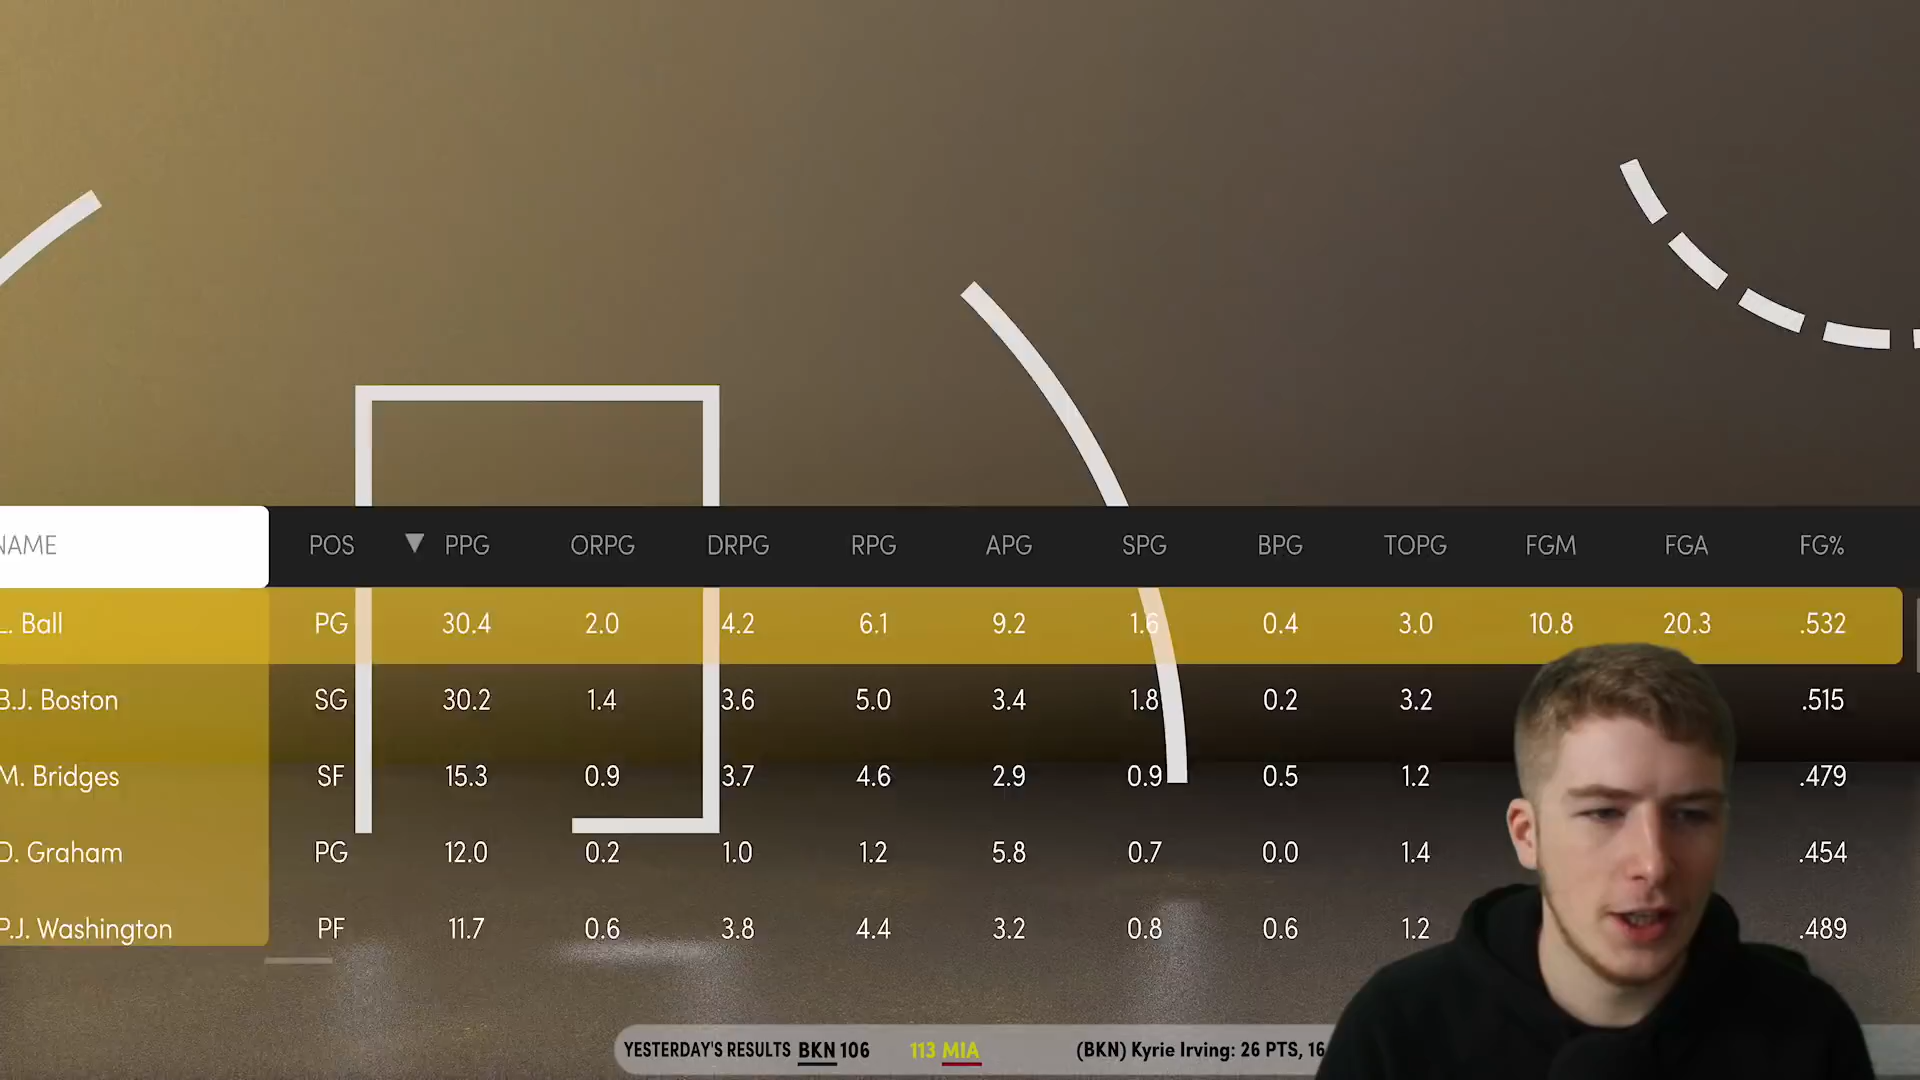 NAME POS ▼ PPG ORPG DRPG RPG APG SPG BPG TOPG FGM FGA FG%
L. Ball PG 30.4 2.0 4.2 6.1 9.2 1.6 0.4 3.0 10.8 20.3 .532
B.J. Boston SG 30.2 1.4 3.6 5.0 3.4 1.8 0.2 3.2 .515
M. Bridges SF 15.3 0.9 3.7 4.6 2.9 0.9 0.5 1.2 .479
D. Graham PG 12.0 0.2 1.0 1.2 5.8 0.7 0.0 1.4 .454
P.J. Washington PF 11.7 0.6 3.8 4.4 3.2 0.8 0.6 1.2 .489
YESTERDAY'S RESULTS BKN 106 113 MIA (BKN) Kyrie Irving: 26 PTS, 16